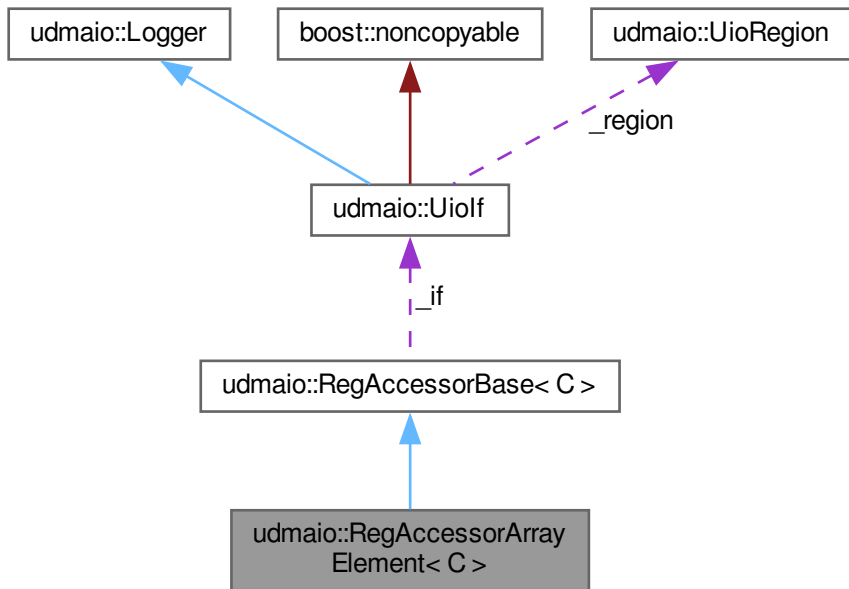 udmaio::Logger
boost::noncopyable
udmaio::UioRegion
_region
udmaio::UioIf
_if
udmaio::RegAccessorBase< C >
udmaio::RegAccessorArray
Element< C >